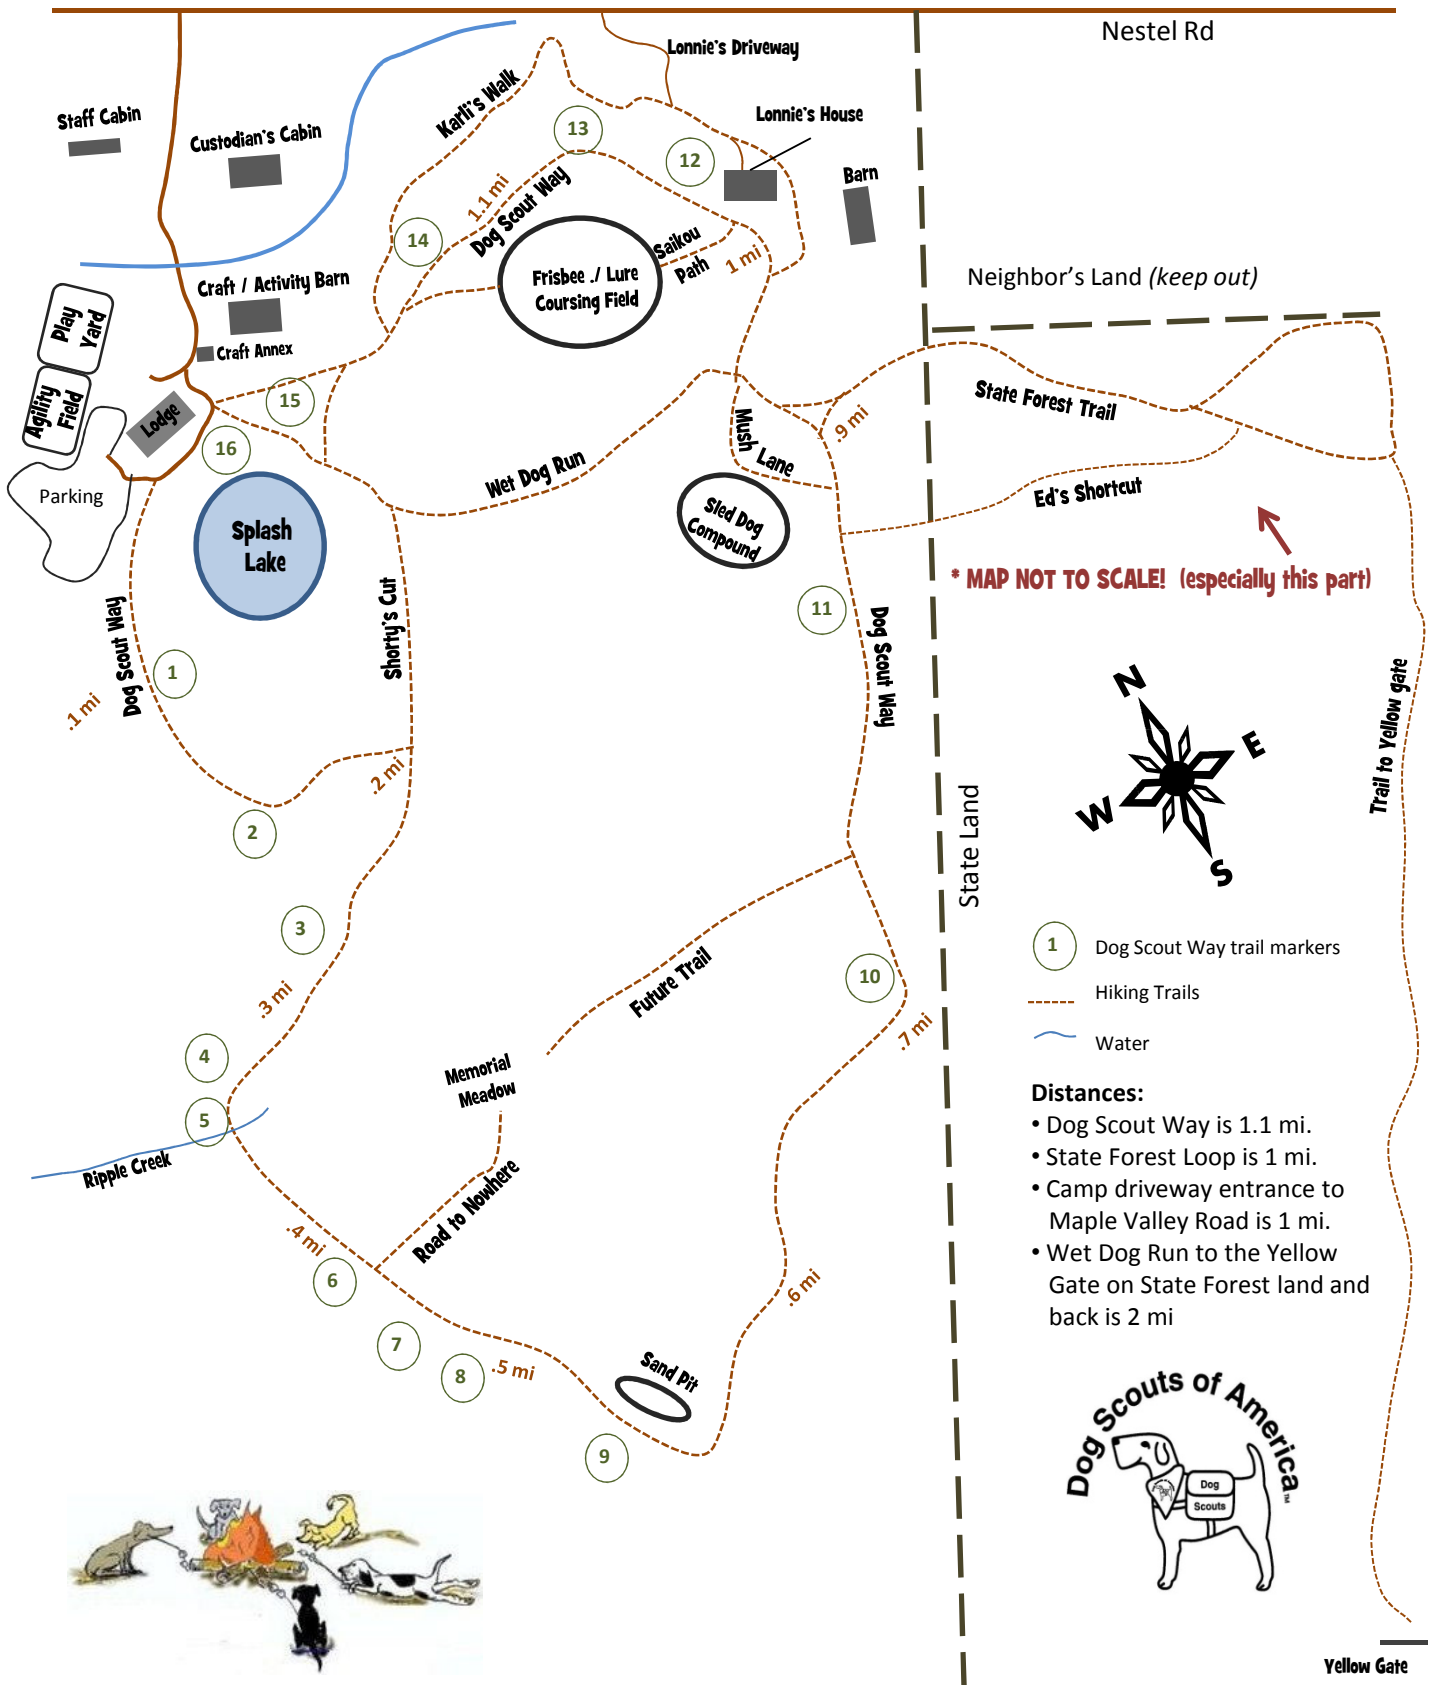 Nestel Rd
Lonnie's Driveway
Staff Cabin
Custodian's Cabin
Karli's Walk
Lonnie's House
13
12
Barn
1.1 mi
Dog Scout Way
14
Saikou
Path
1 mi
Frisbee ./ Lure
Coursing Field
Neighbor's Land (keep out)
Craft / Activity Barn
Craft Annex
Play
Yard
Agility
Field
Lodge
15
16
Parking
Splash
Lake
Wet Dog Run
Mush
Lane
.9 mi
State Forest Trail
Ed's Shortcut
Sled Dog
Compound
* MAP NOT TO SCALE! (especially this part)
Shorty's Cut
Dog Scout Way
1
.1 mi
11
Dog Scout Way
Trail to Yellow gate
N
E
W
S
.2 mi
2
State Land
3
1 Dog Scout Way trail markers
Hiking Trails
Water
Future Trail
10
.3 mi
.7 mi
4
5
Memorial
Meadow
Ripple Creek
Road to Nowhere
.4 mi
6
.6 mi
7
8
.5 mi
Sand Pit
9
Distances:
• Dog Scout Way is 1.1 mi.
• State Forest Loop is 1 mi.
• Camp driveway entrance to
Maple Valley Road is 1 mi.
• Wet Dog Run to the Yellow
Gate on State Forest land and
back is 2 mi
Dog Scouts of America™
Dog
Scouts
Yellow Gate